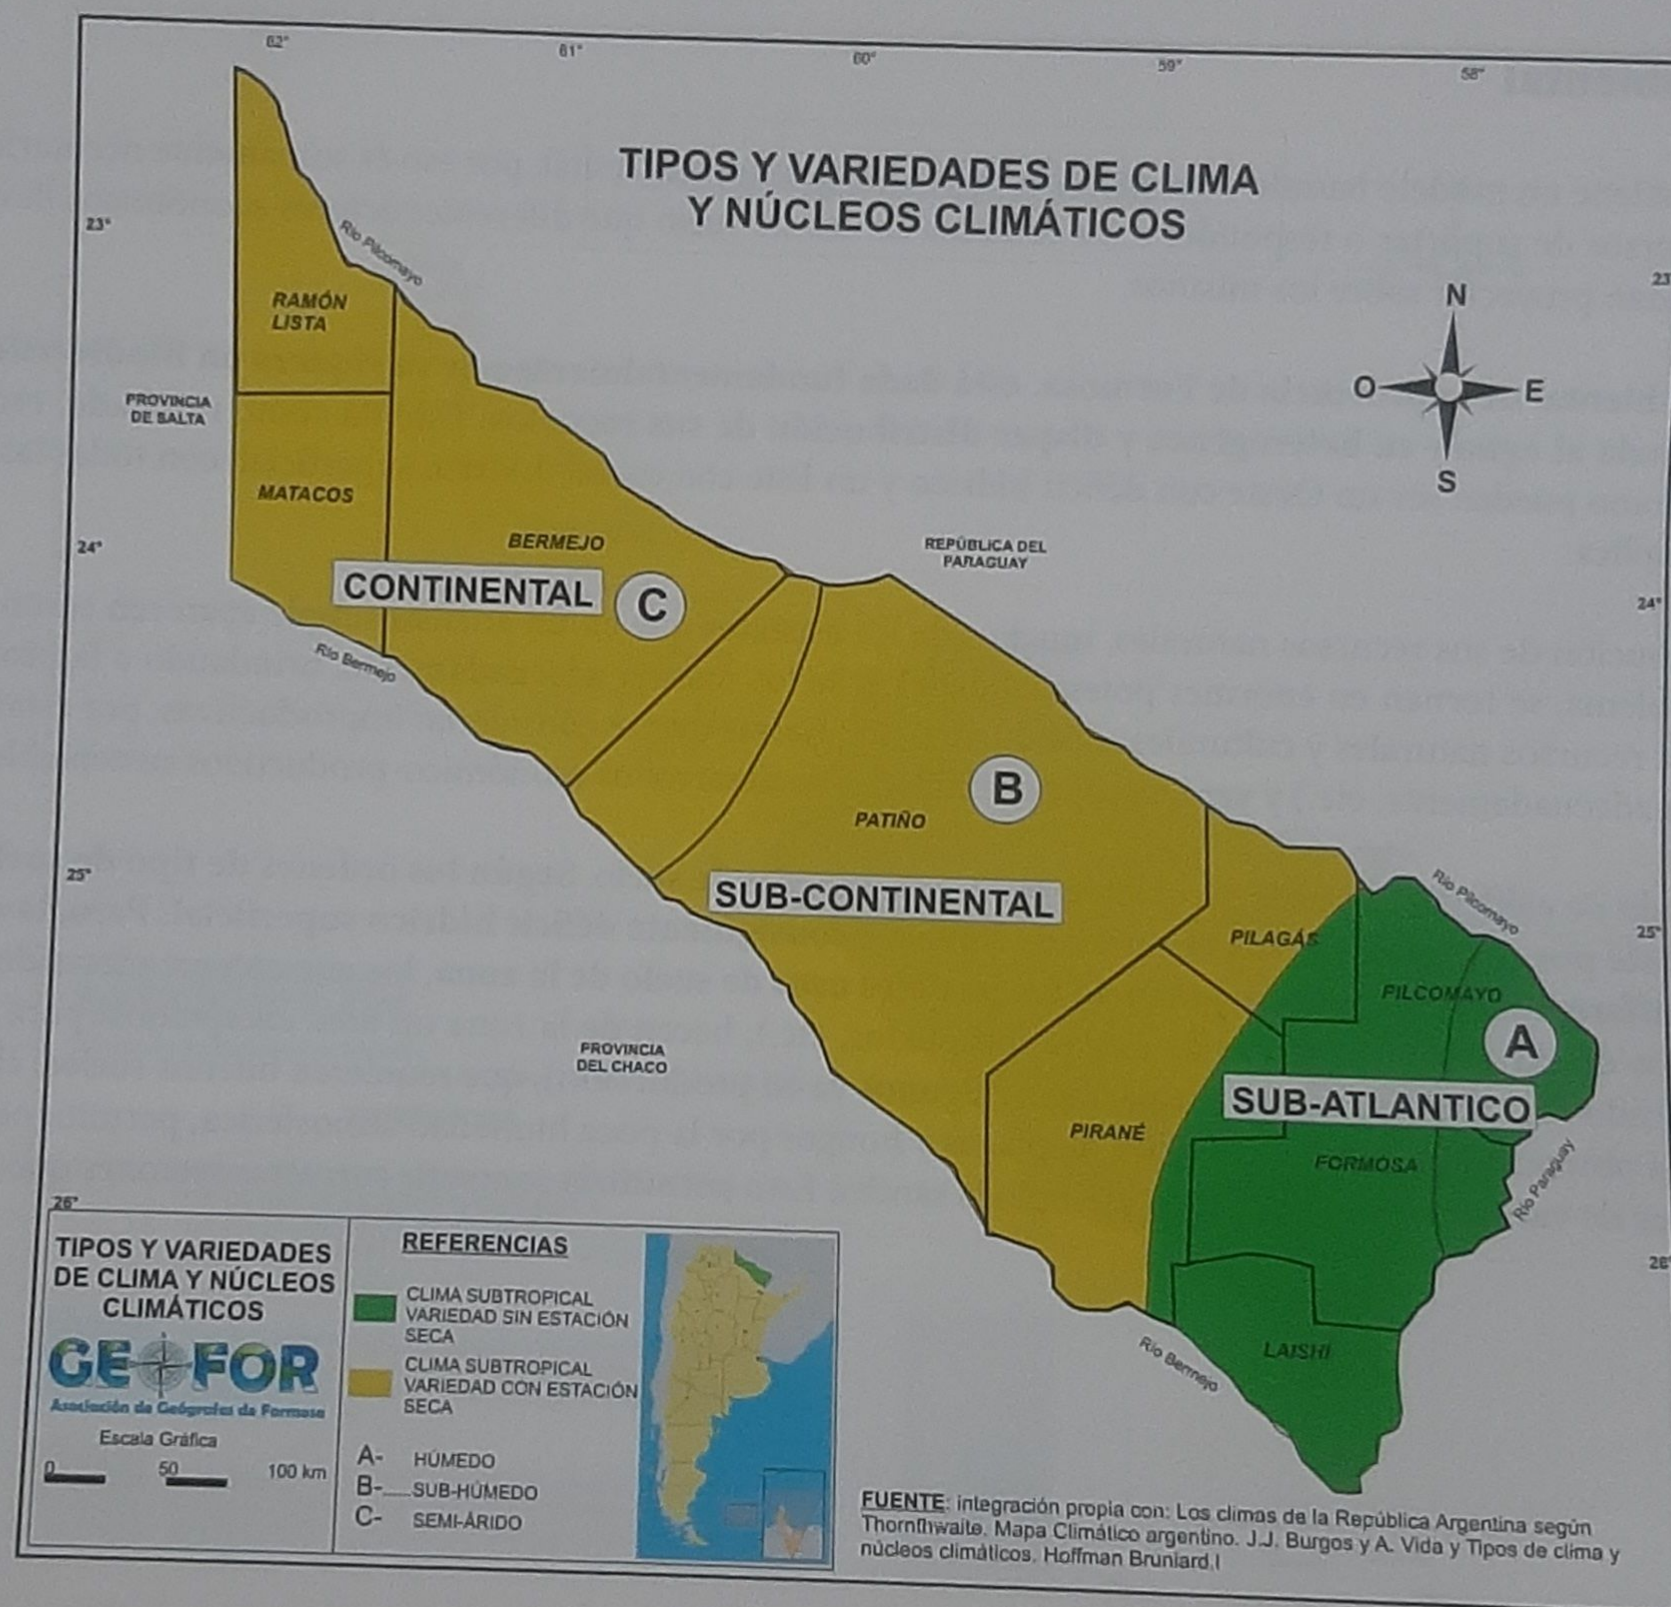 62°
61°
60°
59°
58°
TIPOS Y VARIEDADES DE CLIMA
Y NÚCLEOS CLIMÁTICOS
23°
Río Pilcomayo
23
N
O
E
S
RAMÓN
LISTA
PROVINCIA
DE SALTA
MATACOS
24°
BERMEJO
REPÚBLICA DEL
PARAGUAY
CONTINENTAL
C
24°
Río Bermejo
B
PATIÑO
25°
SUB-CONTINENTAL
Río Pilcomayo
25°
PILAGÁS
PILCOMAYO
A
PROVINCIA
DEL CHACO
SUB-ATLANTICO
PIRANÉ
FORMOSA
Río Paraguay
26°
26°
LAISHÍ
Río Bermejo
TIPOS Y VARIEDADES
DE CLIMA Y NÚCLEOS
CLIMÁTICOS
GEOFOR
Asociación de Geógrafos de Formosa
Escala Gráfica
0 50 100 km
REFERENCIAS
CLIMA SUBTROPICAL
VARIEDAD SIN ESTACIÓN
SECA
CLIMA SUBTROPICAL
VARIEDAD CON ESTACIÓN
SECA
A- HÚMEDO
B- SUB-HÚMEDO
C- SEMI-ÁRIDO
FUENTE: integración propia con: Los climas de la República Argentina según
Thornthwaite. Mapa Climático argentino. J.J. Burgos y A. Vida y Tipos de clima y
núcleos climáticos. Hoffman Bruniard.I